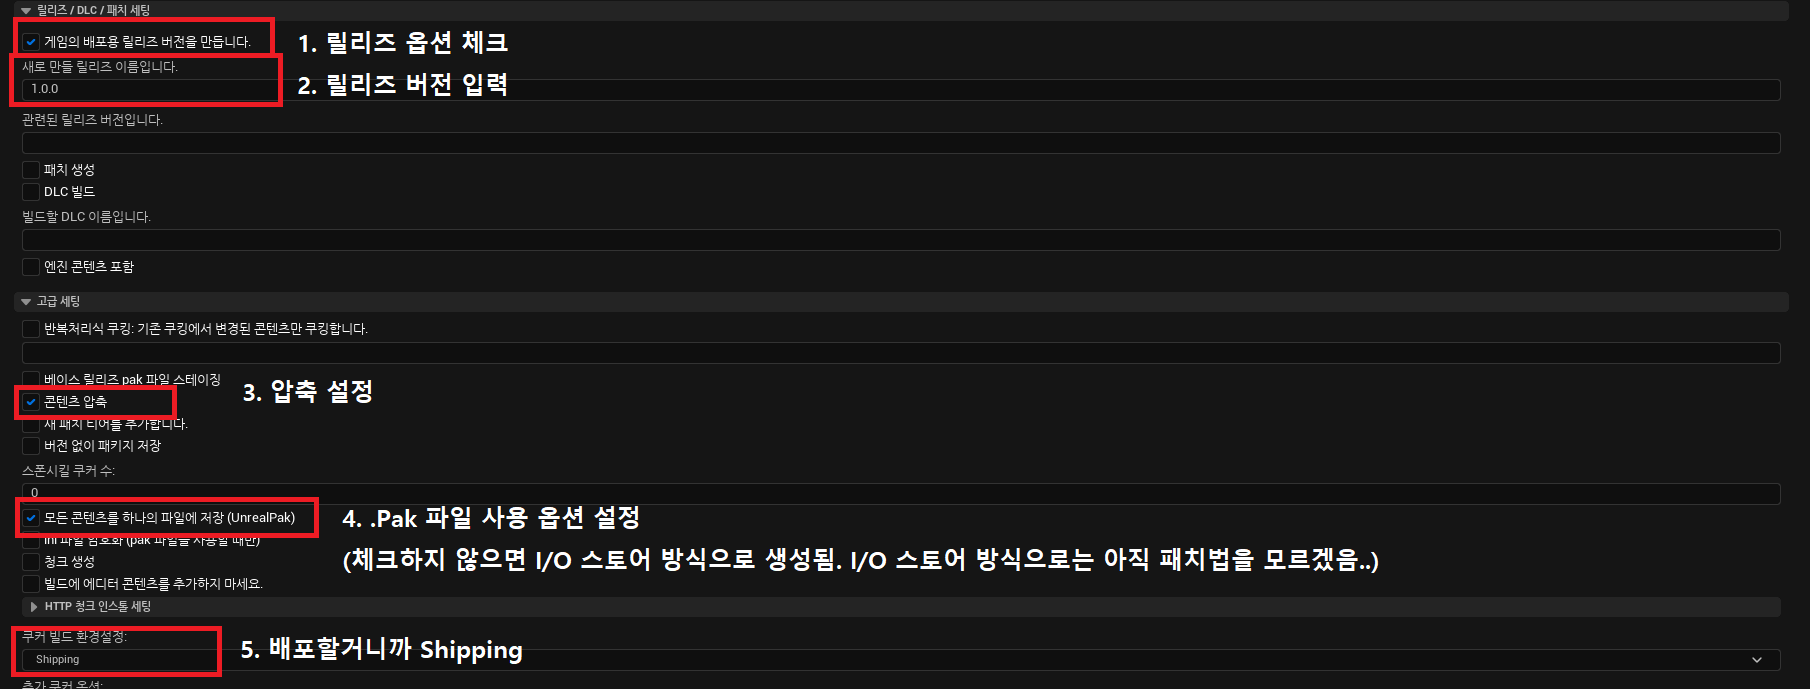 릴리즈 / DLC / 패치 세팅
게임의 배포용 릴리즈 버전을 만듭니다.
1. 릴리즈 옵션 체크
새로 만들 릴리즈 이름입니다.
2. 릴리즈 버전 입력
1.0.0
관련된 릴리즈 버전입니다.
패치 생성
DLC 빌드
빌드할 DLC 이름입니다.
엔진 콘텐츠 포함
고급 세팅
반복처리식 쿠킹: 기존 쿠킹에서 변경된 콘텐츠만 쿠킹합니다.
베이스 릴리즈 pak 파일 스테이징
3. 압축 설정
콘텐츠 압축
새 패치 티어를 추가합니다.
버전 없이 패키지 저장
스폰시킬 쿠커 수:
0
모든 콘텐츠를 하나의 파일에 저장 (UnrealPak)
4. .Pak 파일 사용 옵션 설정
ini 파일 암호화 (pak 파일을 사용할 때만)
(체크하지 않으면 I/O 스토어 방식으로 생성됨. I/O 스토어 방식으로는 아직 패치법을 모르겠음..)
청크 생성
빌드에 에디터 콘텐츠를 추가하지 마세요.
HTTP 청크 인스톨 세팅
쿠커 빌드 환경설정:
5. 배포할거니까 Shipping
Shipping
추가 쿠커 옵션: